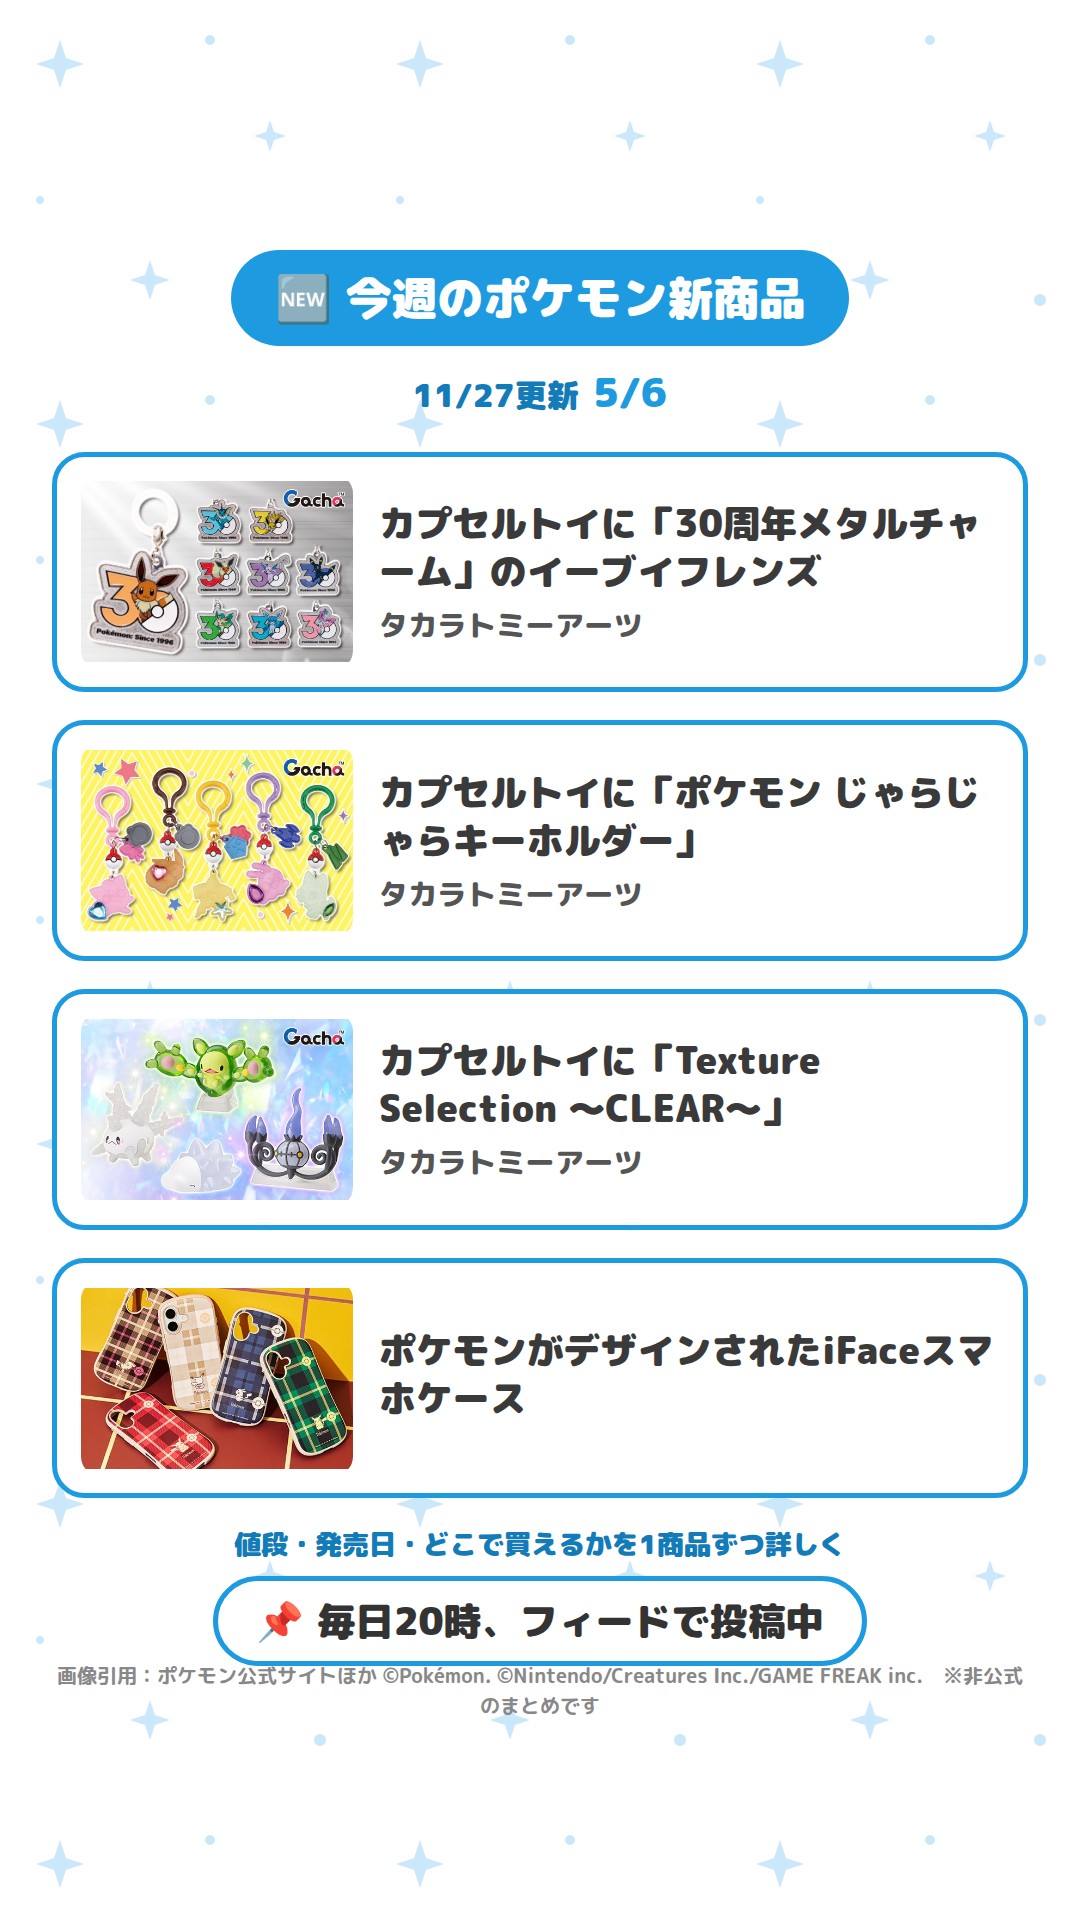 NEW 今週のポケモン新商品
11/27更新 5/6
Gacha
Pokémon: Since 1996
カプセルトイに「30周年メタルチャ
ーム」のイーブイフレンズ
タカラトミーアーツ
Gacha
カプセルトイに「ポケモン じゃらじ
ゃらキーホルダー」
タカラトミーアーツ
Gacha
カプセルトイに「Texture
Selection ～CLEAR～」
タカラトミーアーツ
ポケモンがデザインされたiFaceスマ
ホケース
値段・発売日・どこで買えるかを1商品ずつ詳しく
📌 毎日20時、フィードで投稿中
画像引用：ポケモン公式サイトほか ©Pokémon. ©Nintendo/Creatures Inc./GAME FREAK inc.　※非公式
のまとめです